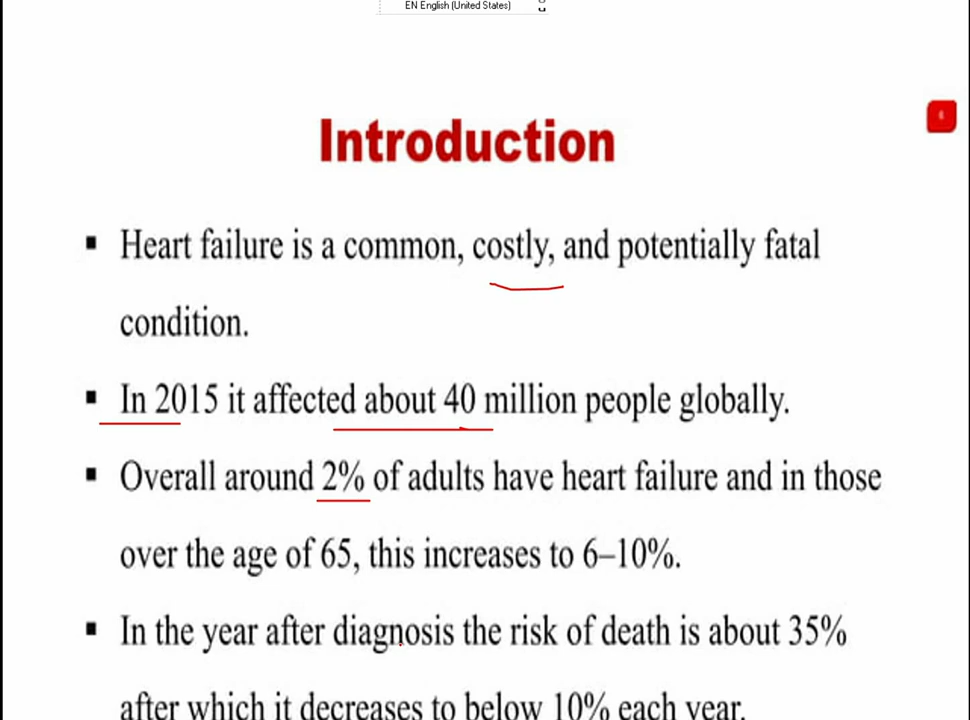 EN English (United States)
Introduction
▪ Heart failure is a common, costly, and potentially fatal
condition.
▪ In 2015 it affected about 40 million people globally.
▪ Overall around 2% of adults have heart failure and in those
over the age of 65, this increases to 6–10%.
▪ In the year after diagnosis the risk of death is about 35%
after which it decreases to below 10% each year.